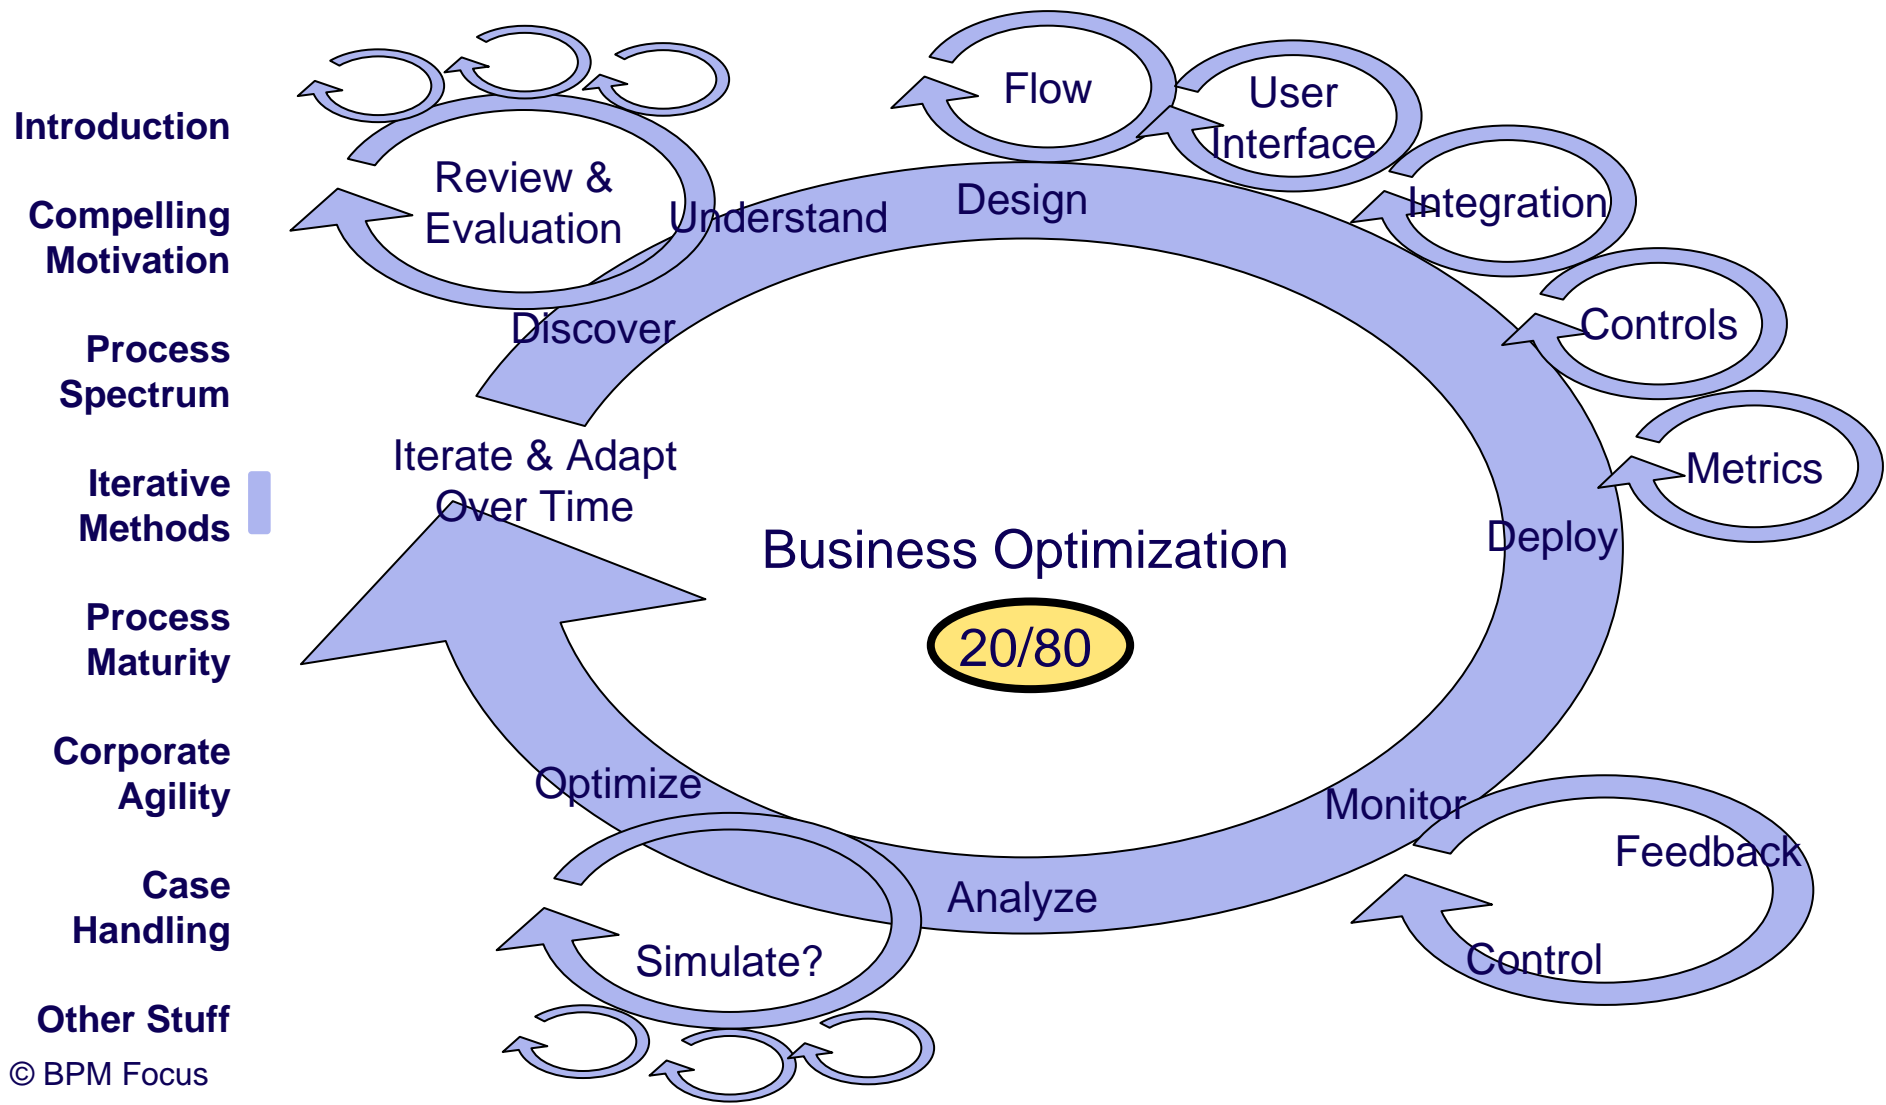 Introduction
Compelling
Motivation
Process
Spectrum
Iterative
Methods
Process
Maturity
Corporate
Agility
Case
Handling
Other Stuff
© BPM Focus
Review &
Evaluation
Discover
Understand
Design
Flow
User
Interface
Integration
Controls
Metrics
Deploy
Iterate & Adapt
Over Time
Business Optimization
20/80
Monitor
Feedback
Control
Analyze
Optimize
Simulate?